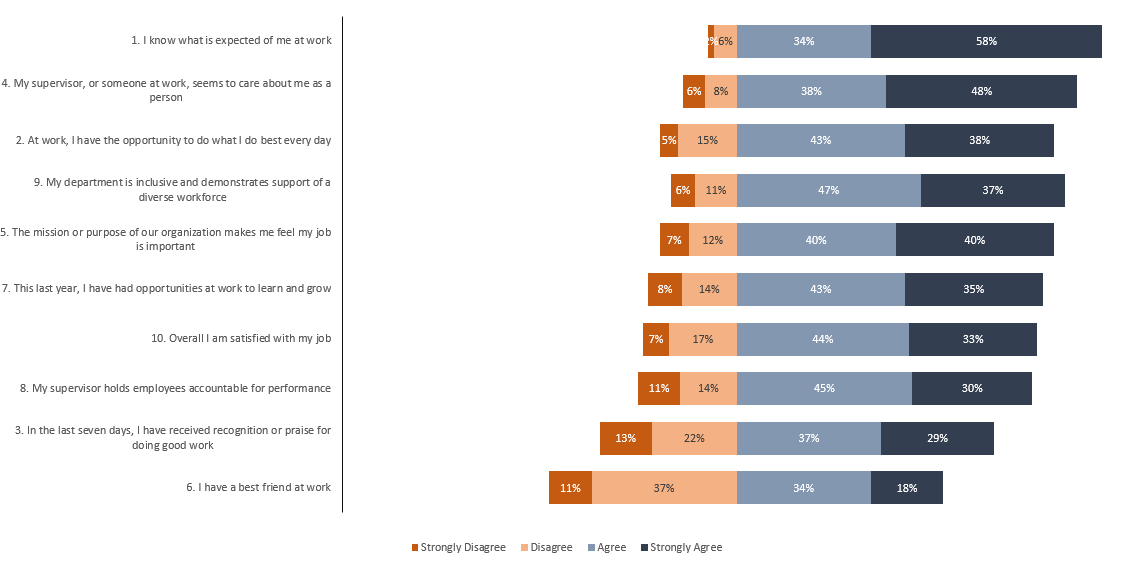 1. I know what is expected of me at work
2% 6% 34% 58%
4. My supervisor, or someone at work, seems to care about me as a
person
6% 8% 38% 48%
2. At work, I have the opportunity to do what I do best every day
5% 15% 43% 38%
9. My department is inclusive and demonstrates support of a
diverse workforce
6% 11% 47% 37%
5. The mission or purpose of our organization makes me feel my job
is important
7% 12% 40% 40%
7. This last year, I have had opportunities at work to learn and grow
8% 14% 43% 35%
10. Overall I am satisfied with my job
7% 17% 44% 33%
8. My supervisor holds employees accountable for performance
11% 14% 45% 30%
3. In the last seven days, I have received recognition or praise for
doing good work
13% 22% 37% 29%
6. I have a best friend at work
11% 37% 34% 18%
Strongly Disagree Disagree Agree Strongly Agree